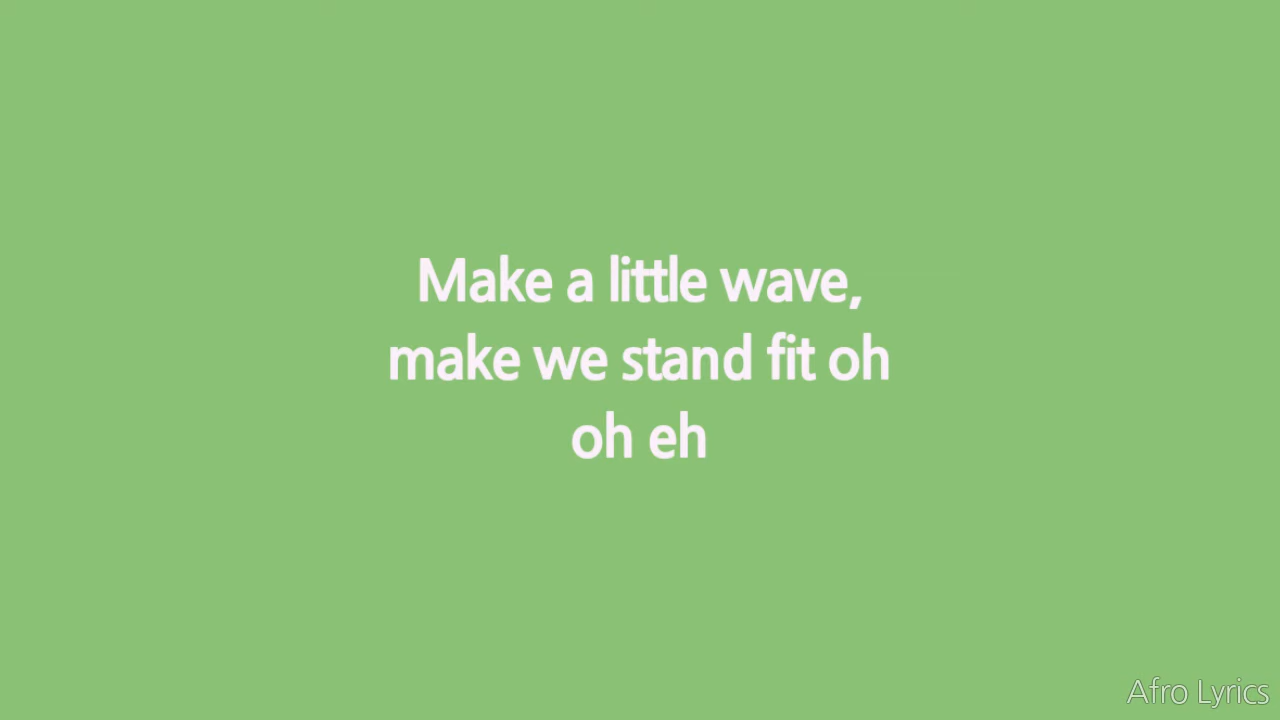 Make a little wave,
make we stand fit oh
oh eh
Afro Lyrics